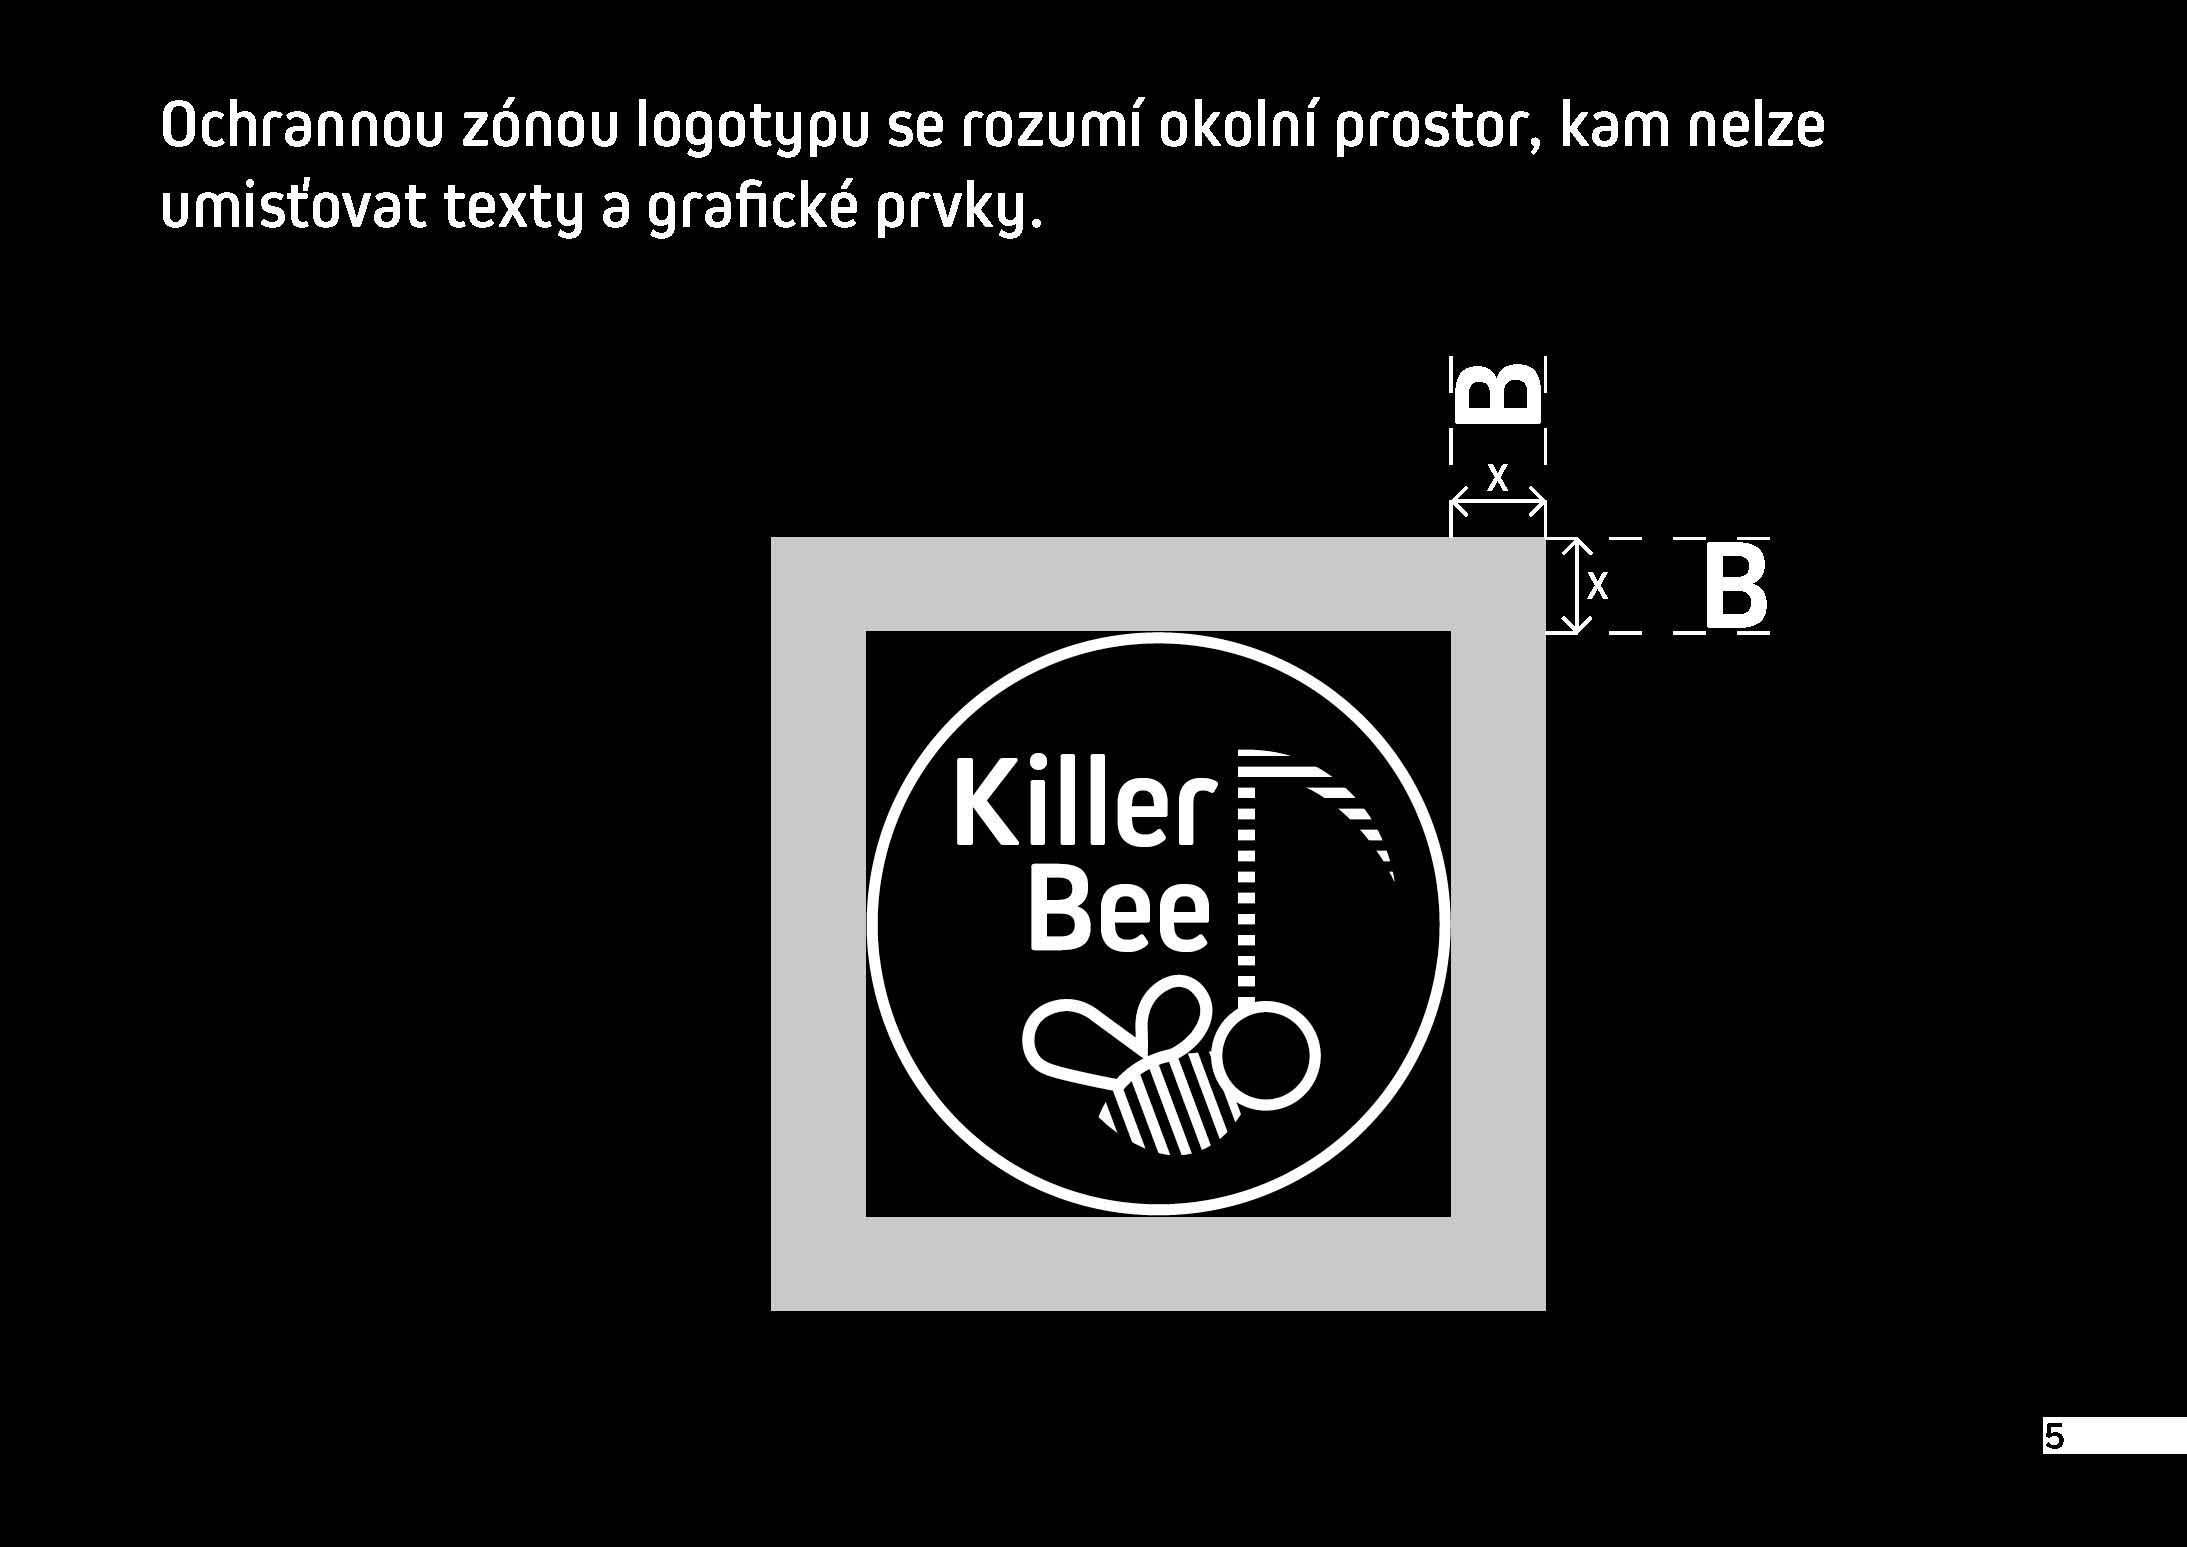 Ochrannou zónou logotypu se rozumí okolní prostor, kam nelze
umisťovat texty a grafické prvky.
B
x
x
B
Killer
Bee
5